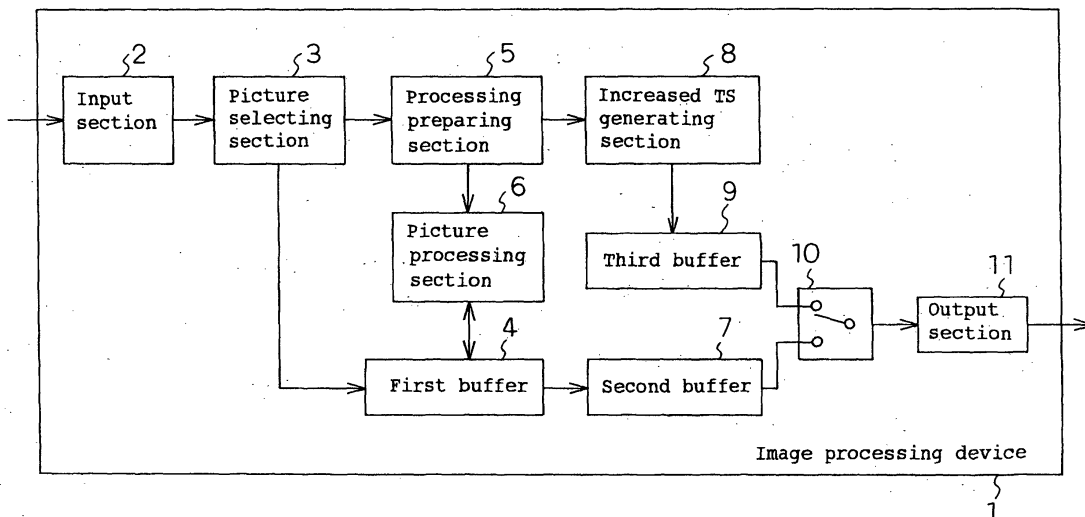 2
3
5
8
Input
section
Picture
selecting
section
Processing
preparing
section
Increased TS
generating
section
6
Picture
processing
section
9
Third buffer
10
11
Output
section
4
First buffer
7
Second buffer
Image processing device
1